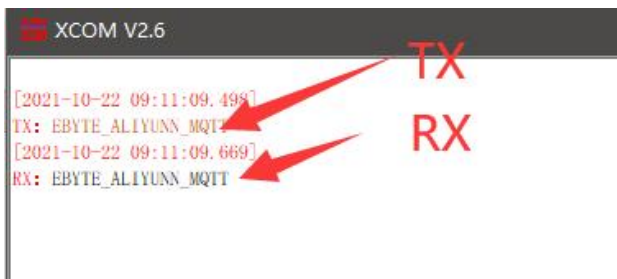 XCOM V2.6
TX
[2021-10-22 09:11:09.498]
TX: EBYTE_ALIYUNN_MQTT
RX
[2021-10-22 09:11:09.669]
RX: EBYTE_ALIYUNN_MQTT